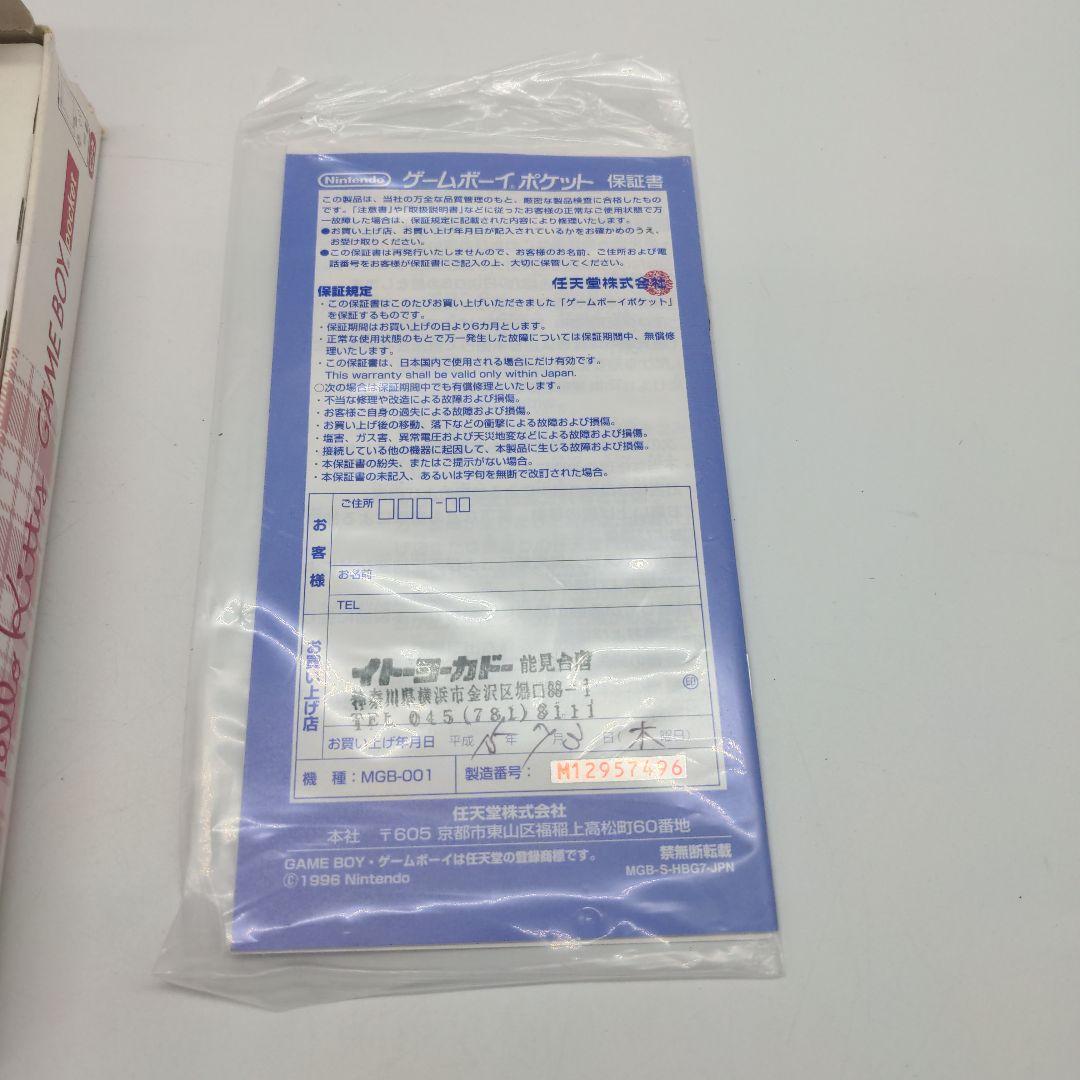 Nintendo ゲームボーイ ポケット 保証書
この製品は、当社の万全な品質管理のもと、厳密な製品検査に合格したもの
です。「注意書」や「取扱説明書」などに従ったお客様の正常なご使用状態で万
一故障した場合は、保証規定に記載された内容により修理いたします。
●お買い上げ店、お買い上げ年月日が記入されているかをお確かめのうえ、
お受け取りください。
●この保証書は再発行いたしませんので、お客様のお名前、ご住所および電
話番号をお客様が保証書にご記入の上、大切に保管してください。
任天堂株式会社
保証規定
・この保証書はこのたびお買い上げいただきました「ゲームボーイポケット」
を保証するものです。
・保証期間はお買い上げの日より6カ月とします。
・正常な使用状態のもとで万一発生した故障については保証期間中、無償修
理いたします。
・この保証書は、日本国内で使用される場合にだけ有効です。
This warranty shall be valid only within Japan.
○次の場合は保証期間中でも有償修理といたします。
・不当な修理や改造による故障および損傷。
・お客様ご自身の過失による故障および損傷。
・お買い上げ後の移動、落下などの衝撃による故障および損傷。
・塩害、ガス害、異常電圧および天災地変などによる故障および損傷。
・接続している他の機器に起因して、本製品に生じる故障および損傷。
・本保証書の紛失、またはご提示がない場合。
・本保証書の未記入、あるいは字句を無断で改訂された場合。
お客様
ご住所 □□□-□□
お名前
TEL
お買い上げ店
イトーヨーカドー 能見台店
神奈川県横浜市金沢区堀口88-1
TEL 045(781)8111
印
お買い上げ年月日 平成 15年 7月3日(木曜日)
機 種：MGB-001 製造番号： M12957496
任天堂株式会社
本社 〒605 京都市東山区福稲上高松町60番地
GAME BOY・ゲームボーイは任天堂の登録商標です。
©1996 Nintendo
禁無断転載
MGB-S-HBG7-JPN
GAME BOY pocket